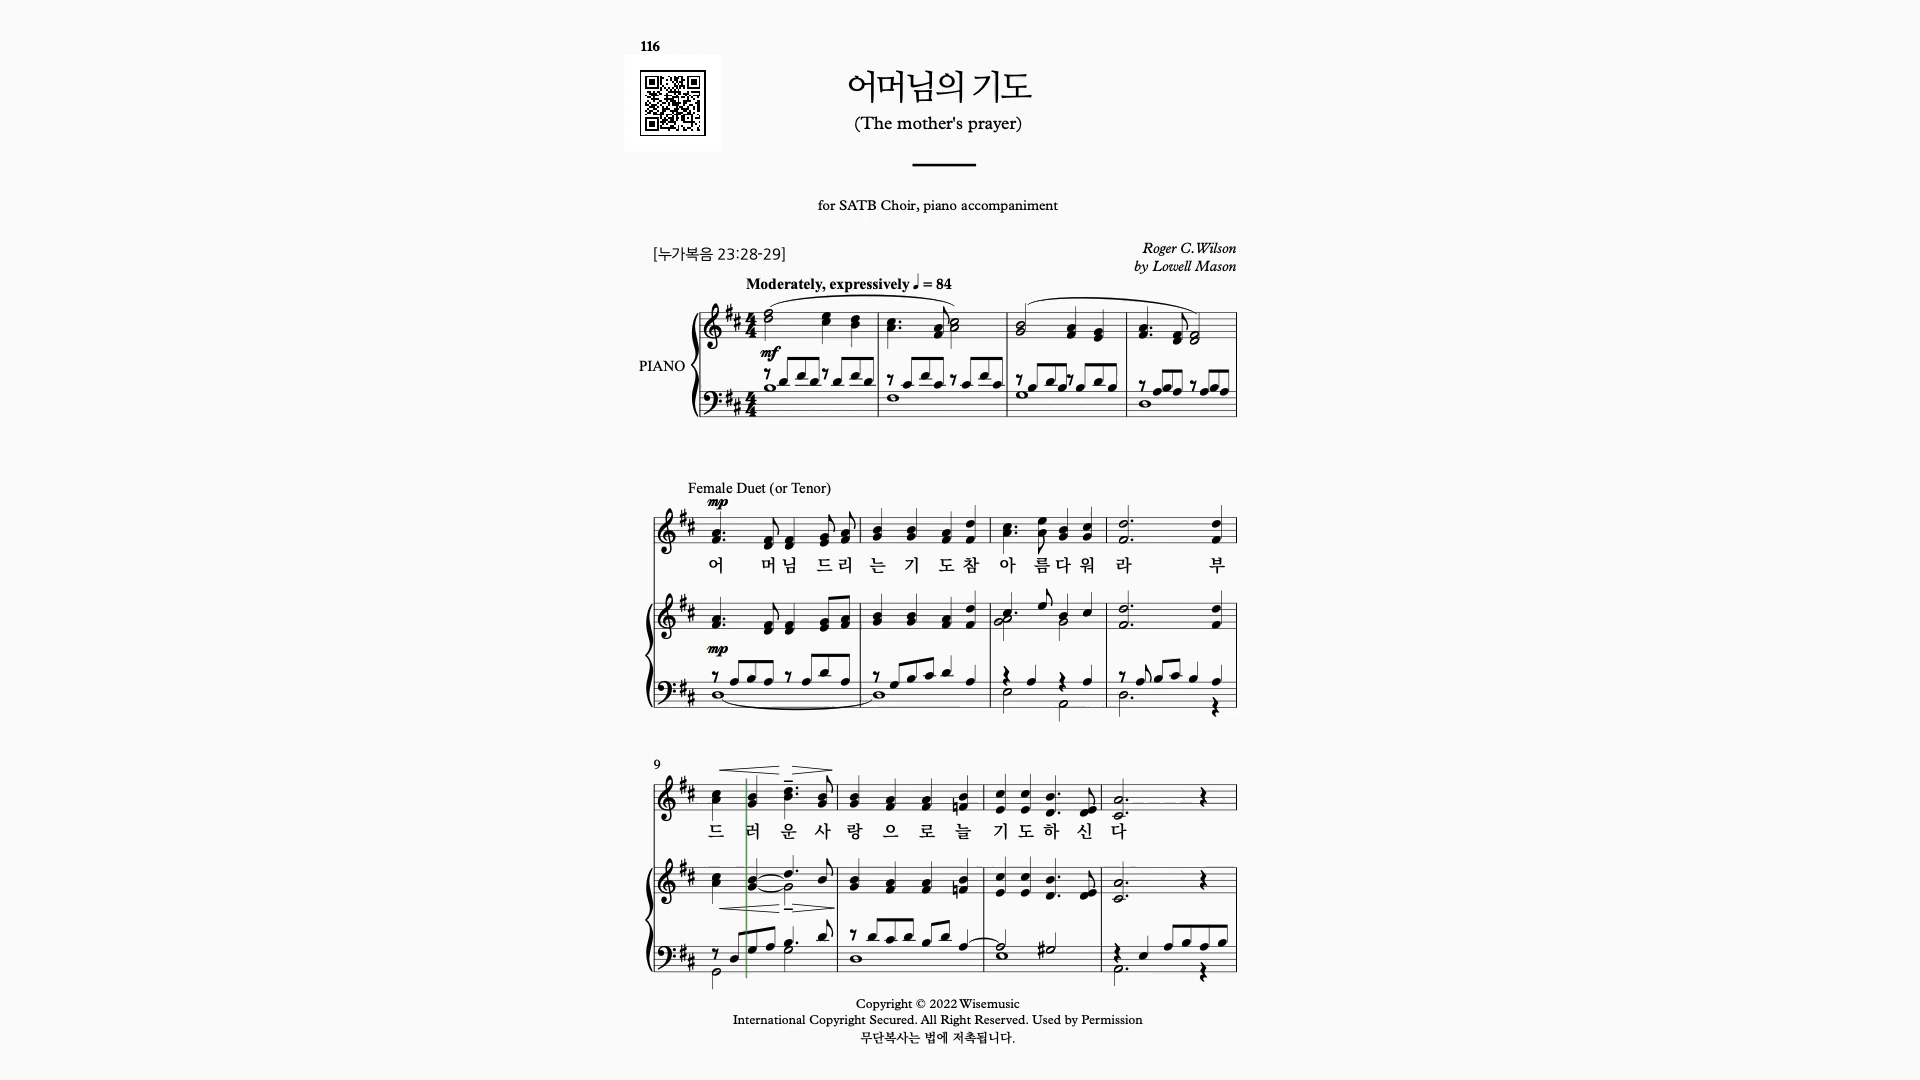 116
어머님의 기도
(The mother's prayer)
for SATB Choir, piano accompaniment
[누가복음 23:28-29]
Roger C.Wilson
by Lowell Mason
Moderately, expressively ♩ = 84
mf
PIANO
Female Duet (or Tenor)
mp
어 머 님 드 리 는 기 도 참 아 름 다 워 라 부
mp
9
드 러 운 사 랑 으 로 늘 기 도 하 신 다
Copyright © 2022 Wisemusic
International Copyright Secured. All Right Reserved. Used by Permission
무단복사는 법에 저촉됩니다.